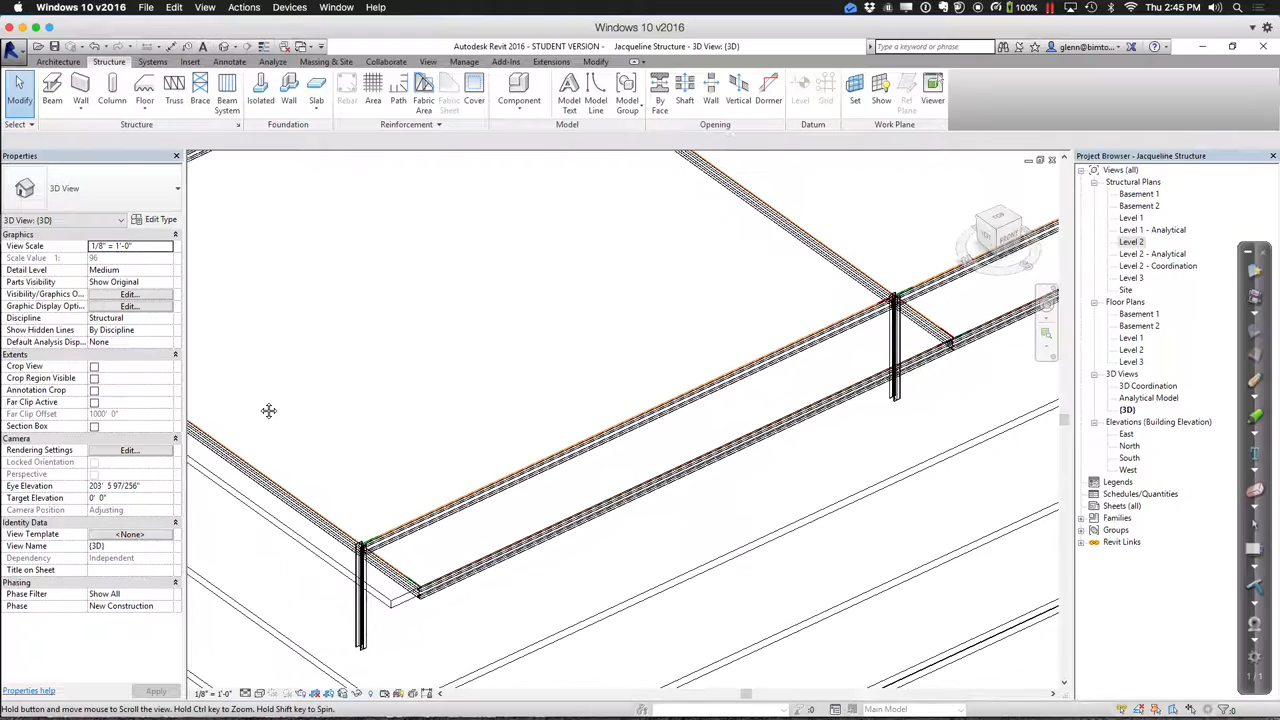 Windows 10 v2016 File Edit View Actions Devices Window Help 100% Thu 2:45 PM
Windows 10 v2016
Autodesk Revit 2016 - STUDENT VERSION - Jacqueline Structure - 3D View: {3D} Type a keyword or phrase glenn@bimto...
Architecture Structure Systems Insert Annotate Analyze Massing & Site Collaborate View Manage Add-Ins Extensions Modify
Modify Beam Wall Column Floor Truss Brace Beam System Isolated Wall Slab Rebar Area Path Fabric Area Fabric Sheet Cover Component Model Text Model Line Model Group By Face Shaft Wall Vertical Dormer Level Grid Set Show Ref Plane Viewer
Select Structure Foundation Reinforcement Model Opening Datum Work Plane
Properties
3D View
3D View: {3D} Edit Type
Graphics
View Scale 1/8" = 1'-0"
Scale Value 1: 96
Detail Level Medium
Parts Visibility Show Original
Visibility/Graphics O... Edit...
Graphic Display Opti... Edit...
Discipline Structural
Show Hidden Lines By Discipline
Default Analysis Disp... None
Extents
Crop View
Crop Region Visible
Annotation Crop
Far Clip Active
Far Clip Offset 1000' 0"
Section Box
Camera
Rendering Settings Edit...
Locked Orientation
Perspective
Eye Elevation 203' 5 97/256"
Target Elevation 0' 0"
Camera Position Adjusting
Identity Data
View Template <None>
View Name {3D}
Dependency Independent
Title on Sheet
Phasing
Phase Filter Show All
Phase New Construction
Properties help Apply
TOP
LEFT FRONT
Project Browser - Jacqueline Structure
Views (all)
Structural Plans
Basement 1
Basement 2
Level 1
Level 1 - Analytical
Level 2
Level 2 - Analytical
Level 2 - Coordination
Level 3
Site
Floor Plans
Basement 1
Basement 2
Level 1
Level 2
Level 3
3D Views
3D Coordination
Analytical Model
{3D}
Elevations (Building Elevation)
East
North
South
West
Legends
Schedules/Quantities
Sheets (all)
Families
Groups
Revit Links
1 / 1
1/8" = 1'-0"
Hold button and move mouse to Scroll the view. Hold Ctrl key to Zoom. Hold Shift key to Spin. :0 Main Model :0